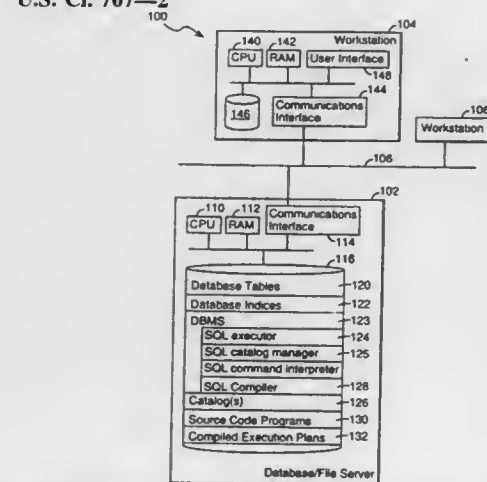 U.S. Cl. 707—2
100
104
Workstation
140
142
CPU
RAM
User Interface
148
144
146
Communications
Interface
108
Workstation
106
102
110
112
Communications
Interface
CPU
RAM
114
116
Database Tables
120
Database Indices
122
DBMS
123
SQL executor
124
SQL catalog manager
125
SQL command interpreter
SQL Compiler
128
Catalog(s)
126
Source Code Programs
130
Compiled Execution Plans
132
Database/File Server